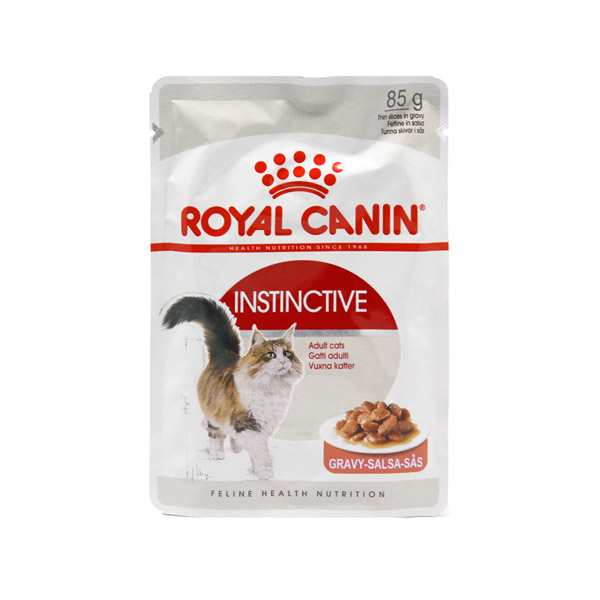 85 g
thin slices in gravy
Fettine in salsa
Tunna skivor i sås
ROYAL CANIN®
HEALTH NUTRITION SINCE 1968
INSTINCTIVE
Adult cats
Gatti adulti
Vuxna katter
GRAVY-SALSA-SÅS
FELINE HEALTH NUTRITION